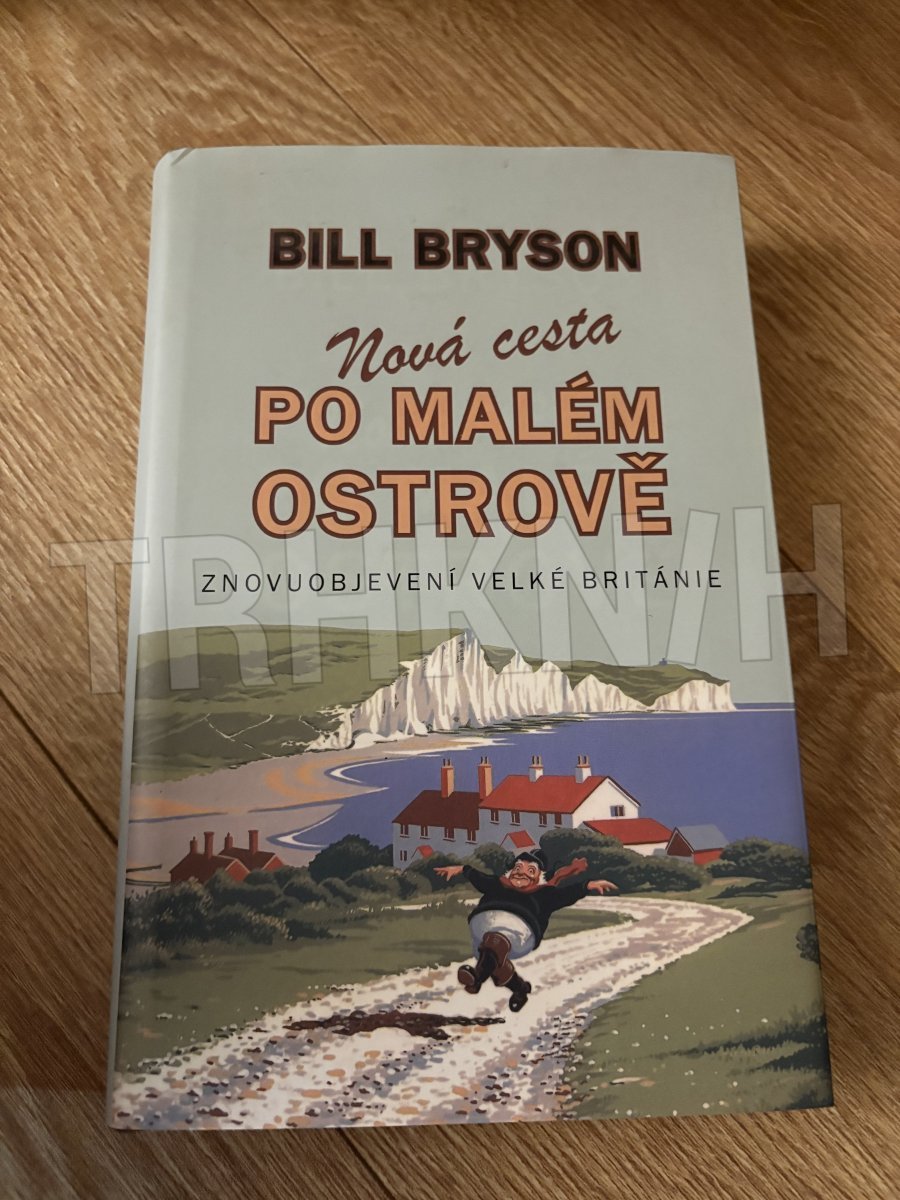 BILL BRYSON
Nová cesta
PO MALÉM
OSTROVĚ
TRHKNIH
ZNOVUOBJEVENÍ VELKÉ BRITÁNIE